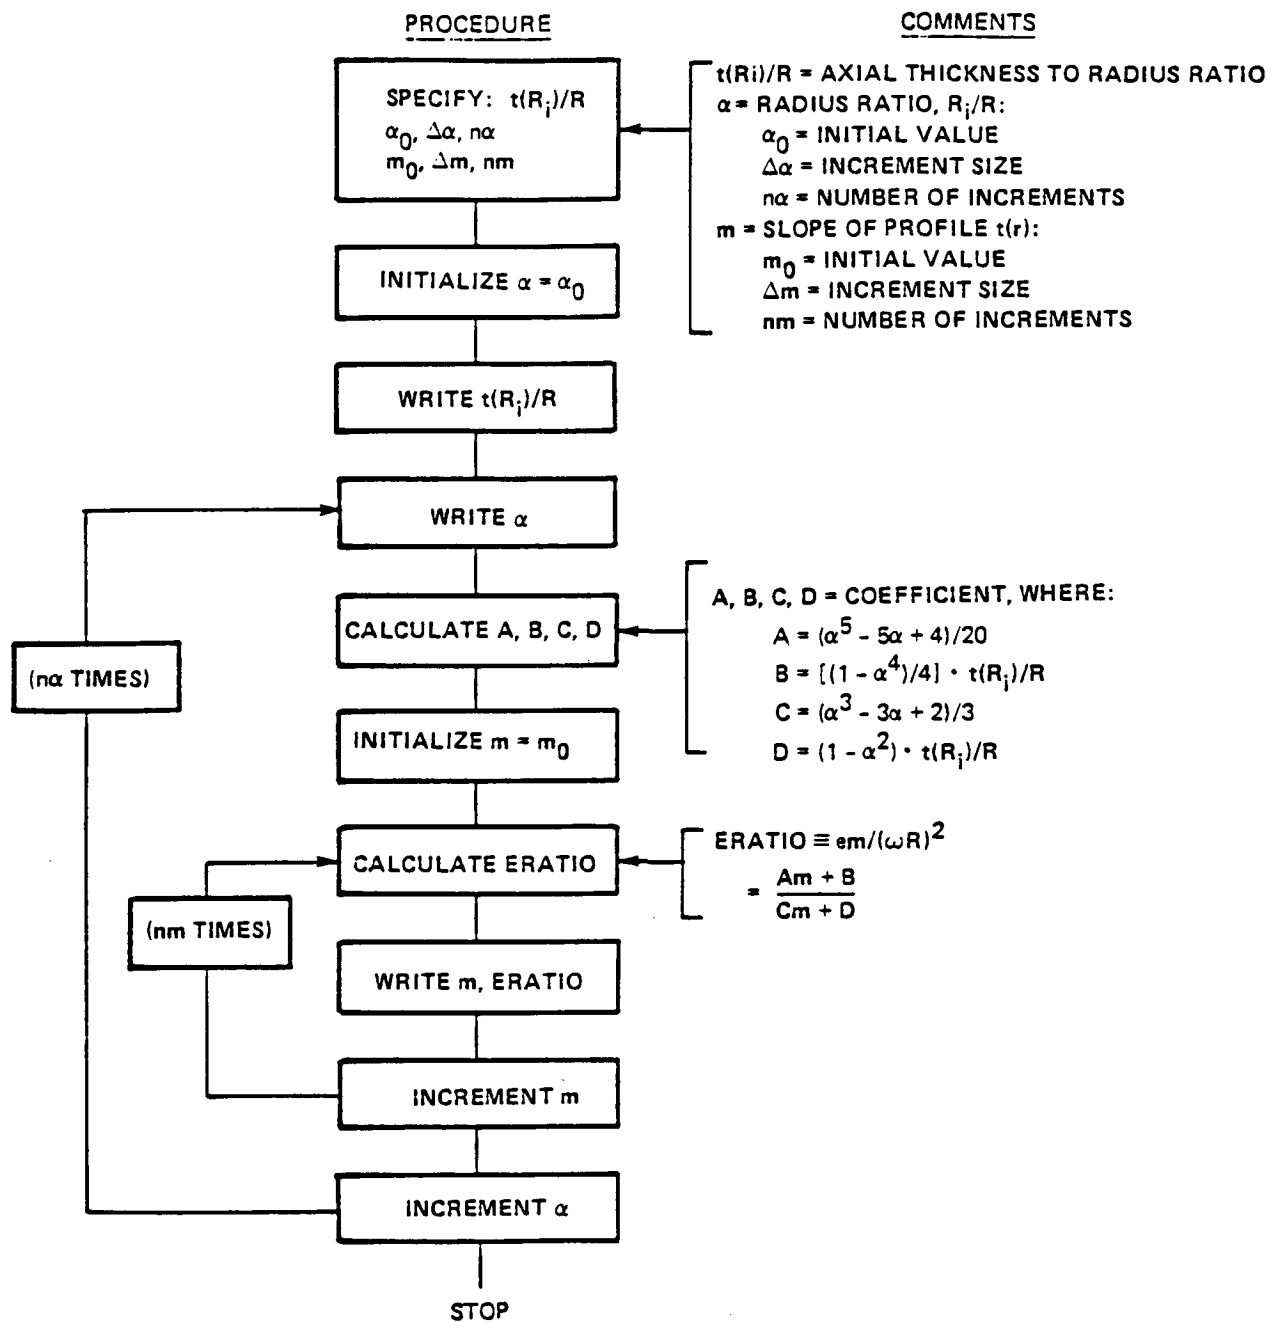 PROCEDURE
COMMENTS
SPECIFY: t(Rᵢ)/R
α₀, Δα, nα
m₀, Δm, nm
t(Ri)/R = AXIAL THICKNESS TO RADIUS RATIO
α = RADIUS RATIO, Rᵢ/R:
α₀ = INITIAL VALUE
Δα = INCREMENT SIZE
nα = NUMBER OF INCREMENTS
m = SLOPE OF PROFILE t(r):
m₀ = INITIAL VALUE
Δm = INCREMENT SIZE
nm = NUMBER OF INCREMENTS
INITIALIZE α = α₀
WRITE t(Rᵢ)/R
WRITE α
CALCULATE A, B, C, D
A, B, C, D = COEFFICIENT, WHERE:
A = (α⁵ - 5α + 4)/20
B = [(1 - α⁴)/4] · t(Rᵢ)/R
C = (α³ - 3α + 2)/3
D = (1 - α²) · t(Rᵢ)/R
(nα TIMES)
INITIALIZE m = m₀
CALCULATE ERATIO
ERATIO ≡ em/(ωR)²
= Am + B
Cm + D
(nm TIMES)
WRITE m, ERATIO
INCREMENT m
INCREMENT α
STOP